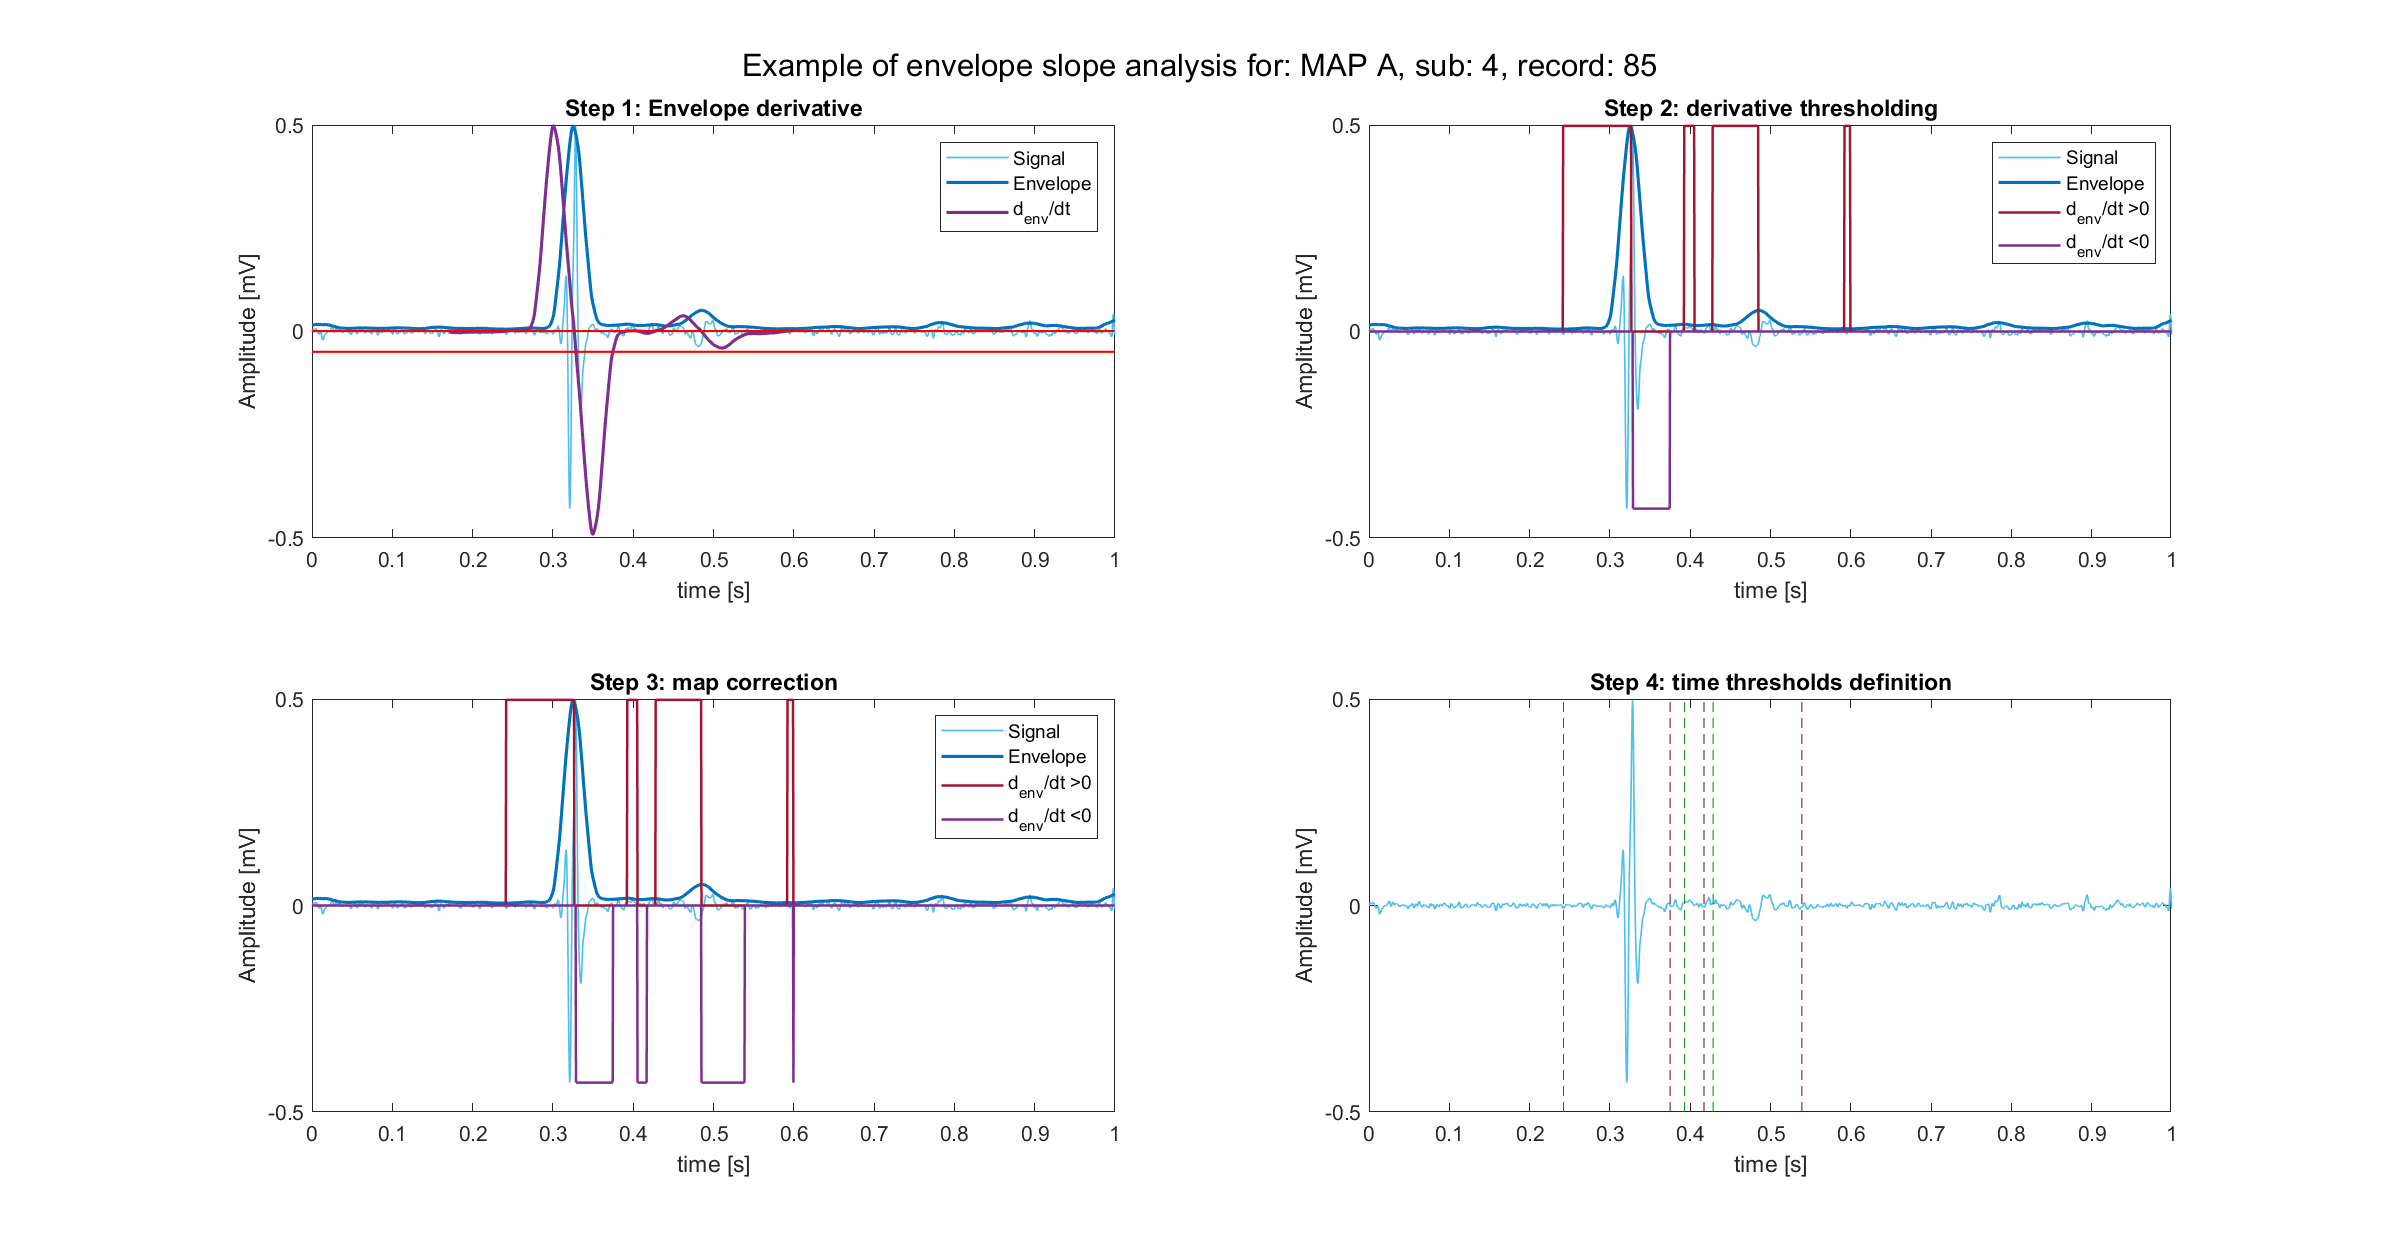 Example of envelope slope analysis for: MAP A, sub: 4, record: 85
Step 1: Envelope derivative
0.5
0
-0.5
Amplitude [mV]
Signal
Envelope
d_env/dt
0 0.1 0.2 0.3 0.4 0.5 0.6 0.7 0.8 0.9 1
time [s]
Step 2: derivative thresholding
0.5
0
-0.5
Amplitude [mV]
Signal
Envelope
d_env/dt >0
d_env/dt <0
0 0.1 0.2 0.3 0.4 0.5 0.6 0.7 0.8 0.9 1
time [s]
Step 3: map correction
0.5
0
-0.5
Amplitude [mV]
Signal
Envelope
d_env/dt >0
d_env/dt <0
0 0.1 0.2 0.3 0.4 0.5 0.6 0.7 0.8 0.9 1
time [s]
Step 4: time thresholds definition
0.5
0
-0.5
Amplitude [mV]
0 0.1 0.2 0.3 0.4 0.5 0.6 0.7 0.8 0.9 1
time [s]